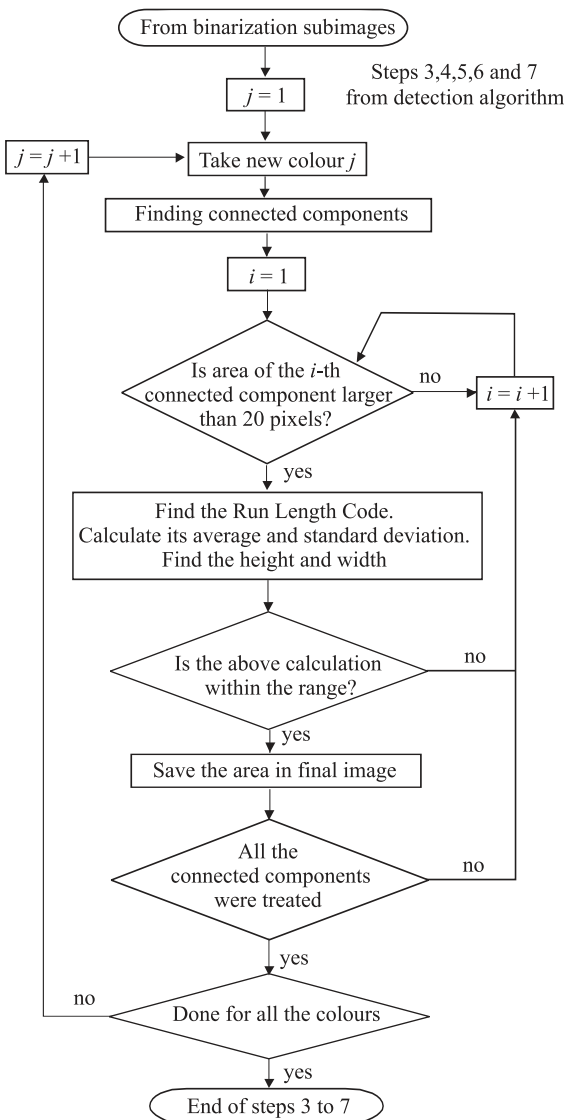 From binarization subimages
Steps 3,4,5,6 and 7
from detection algorithm
j = 1
j = j +1
Take new colour j
Finding connected components
i = 1
Is area of the i-th
connected component larger
than 20 pixels?
no
i = i +1
yes
Find the Run Length Code.
Calculate its average and standard deviation.
Find the height and width
Is the above calculation
within the range?
no
yes
Save the area in final image
All the
connected components
were treated
no
yes
no
Done for all the colours
yes
End of steps 3 to 7